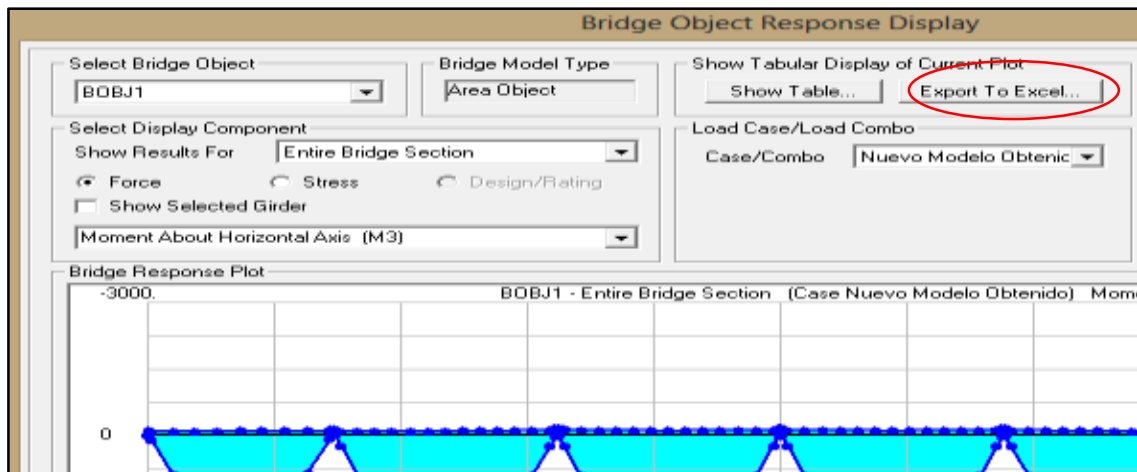 Bridge Object Response Display
Select Bridge Object
BOBJ1
Bridge Model Type
Area Object
Show Tabular Display of Current Plot
Show Table...
Export To Excel...
Select Display Component
Show Results For
Entire Bridge Section
Force
Stress
Design/Rating
Show Selected Girder
Moment About Horizontal Axis (M3)
Load Case/Load Combo
Case/Combo
Nuevo Modelo Obtenic
Bridge Response Plot
-3000.
BOBJ1 - Entire Bridge Section (Case Nuevo Modelo Obtenido) Mom
0